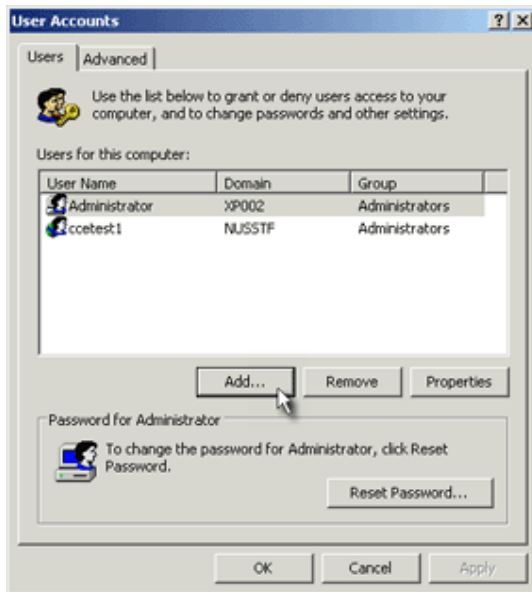 User Accounts
Users Advanced
Use the list below to grant or deny users access to your
computer, and to change passwords and other settings.
Users for this computer:
User Name Domain Group
Administrator XP002 Administrators
ccetest1 NUSSTF Administrators
Add... Remove Properties
Password for Administrator
To change the password for Administrator, click Reset
Password.
Reset Password...
OK Cancel Apply